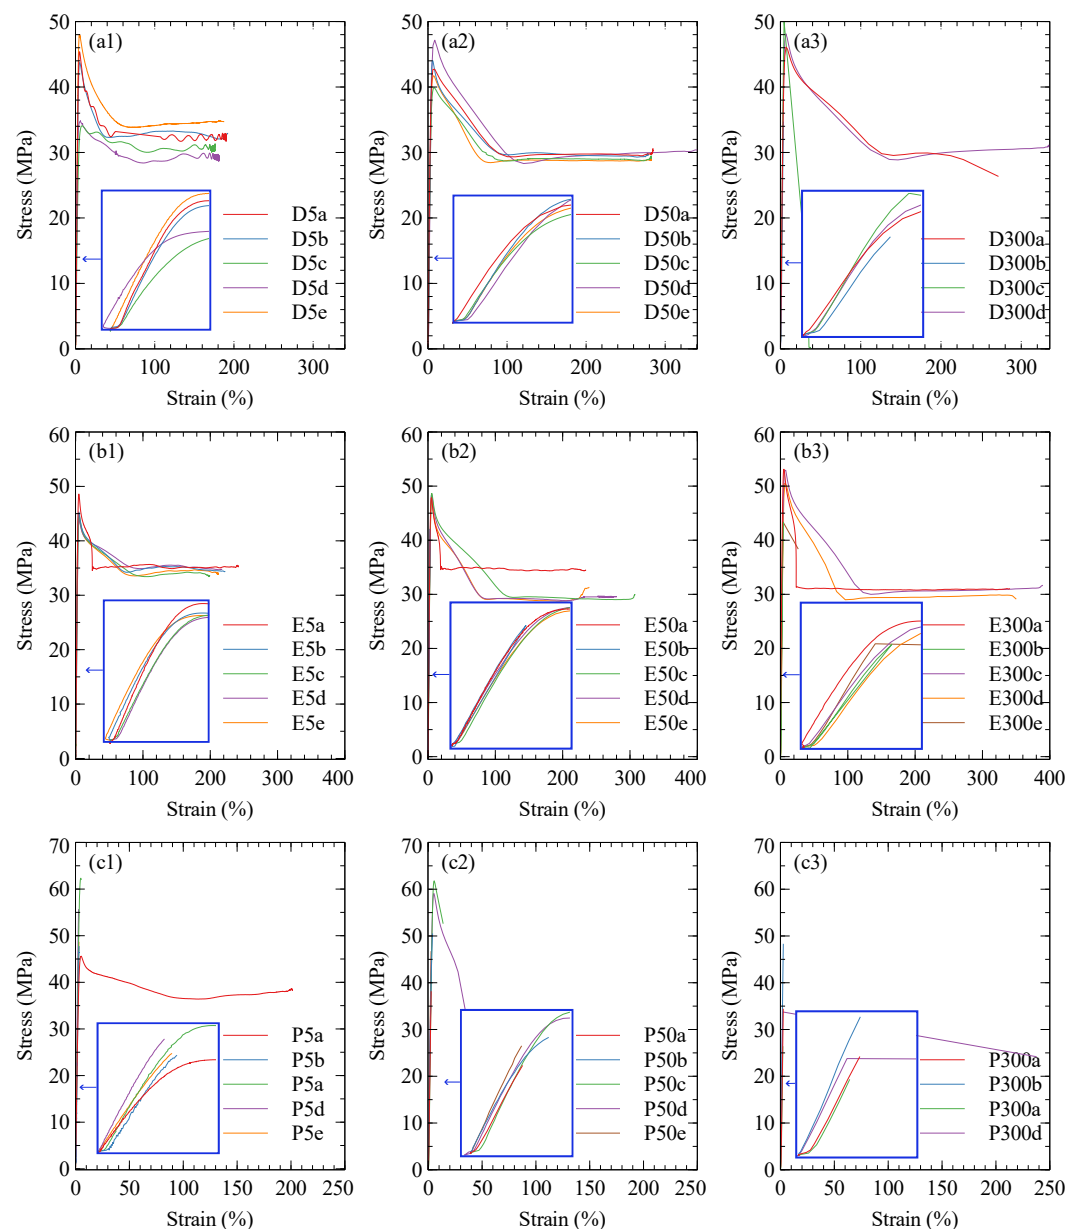 (a1)
Stress (MPa)
50
40
30
20
10
0
D5a
D5b
D5c
D5d
D5e
0 100 200 300
Strain (%)
(a2)
Stress (MPa)
50
40
30
20
10
0
D50a
D50b
D50c
D50d
D50e
0 100 200 300
Strain (%)
(a3)
Stress (MPa)
50
40
30
20
10
0
D300a
D300b
D300c
D300d
0 100 200 300
Strain (%)
(b1)
Stress (MPa)
60
50
40
30
20
10
0
E5a
E5b
E5c
E5d
E5e
0 100 200 300 400
Strain (%)
(b2)
Stress (MPa)
60
50
40
30
20
10
0
E50a
E50b
E50c
E50d
E50e
0 100 200 300 400
Strain (%)
(b3)
Stress (MPa)
60
50
40
30
20
10
0
E300a
E300b
E300c
E300d
E300e
0 100 200 300 400
Strain (%)
(c1)
Stress (MPa)
70
60
50
40
30
20
10
0
P5a
P5b
P5a
P5d
P5e
0 50 100 150 200 250
Strain (%)
(c2)
Stress (MPa)
70
60
50
40
30
20
10
0
P50a
P50b
P50c
P50d
P50e
0 50 100 150 200 250
Strain (%)
(c3)
Stress (MPa)
70
60
50
40
30
20
10
0
P300a
P300b
P300a
P300d
0 50 100 150 200 250
Strain (%)